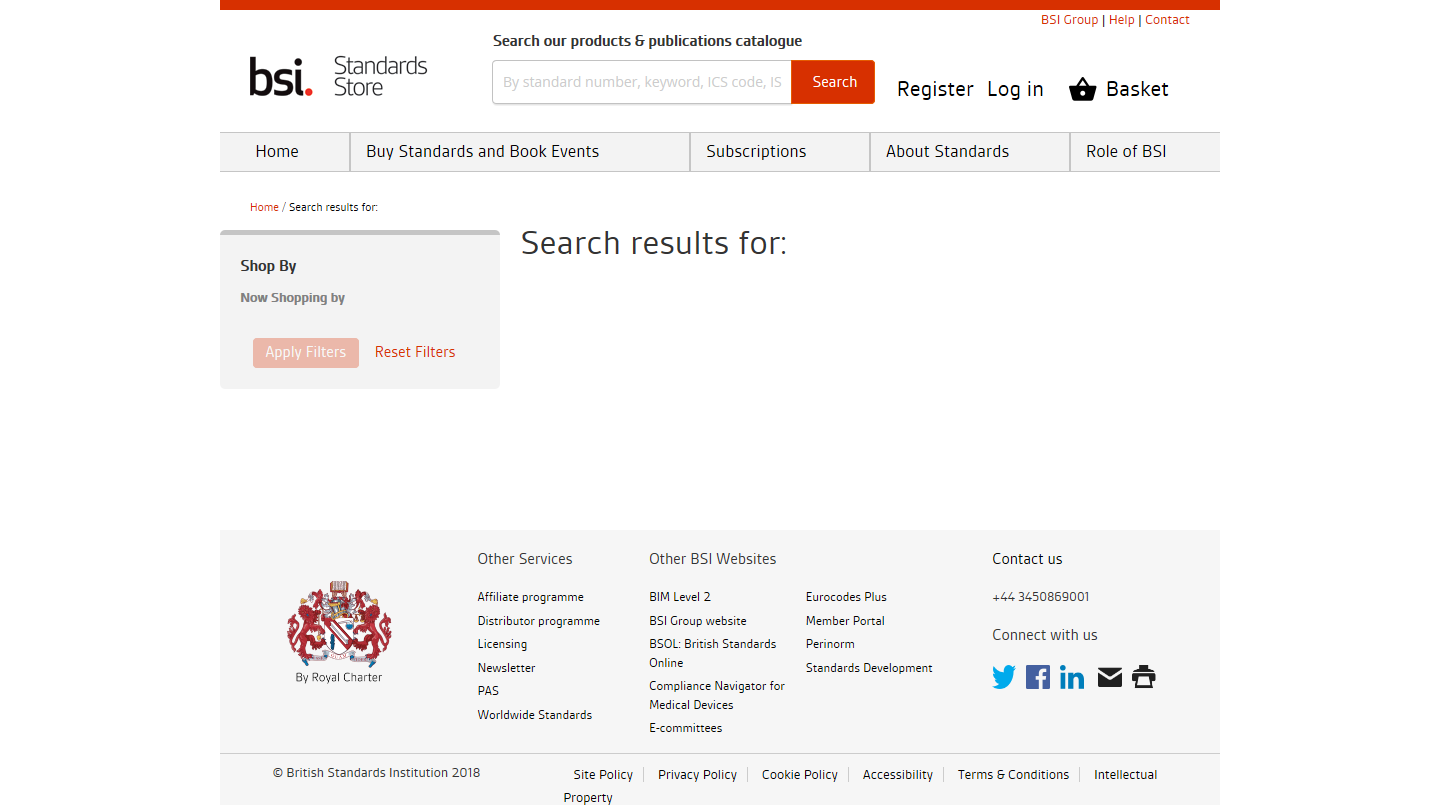 BSI Group | Help | Contact
Search our products & publications catalogue
bsi. Standards Store
By standard number, keyword, ICS code, IS
Search
Register Log in Basket
Home Buy Standards and Book Events Subscriptions About Standards Role of BSI
Home / Search results for:
Search results for:
Shop By
Now Shopping by
Apply Filters Reset Filters
By Royal Charter
Other Services
Affiliate programme
Distributor programme
Licensing
Newsletter
PAS
Worldwide Standards
Other BSI Websites
BIM Level 2
BSI Group website
BSOL: British Standards
Online
Compliance Navigator for
Medical Devices
E-committees
Eurocodes Plus
Member Portal
Perinorm
Standards Development
Contact us
+44 3450869001
Connect with us
© British Standards Institution 2018
Site Policy Privacy Policy Cookie Policy Accessibility Terms & Conditions Intellectual
Property